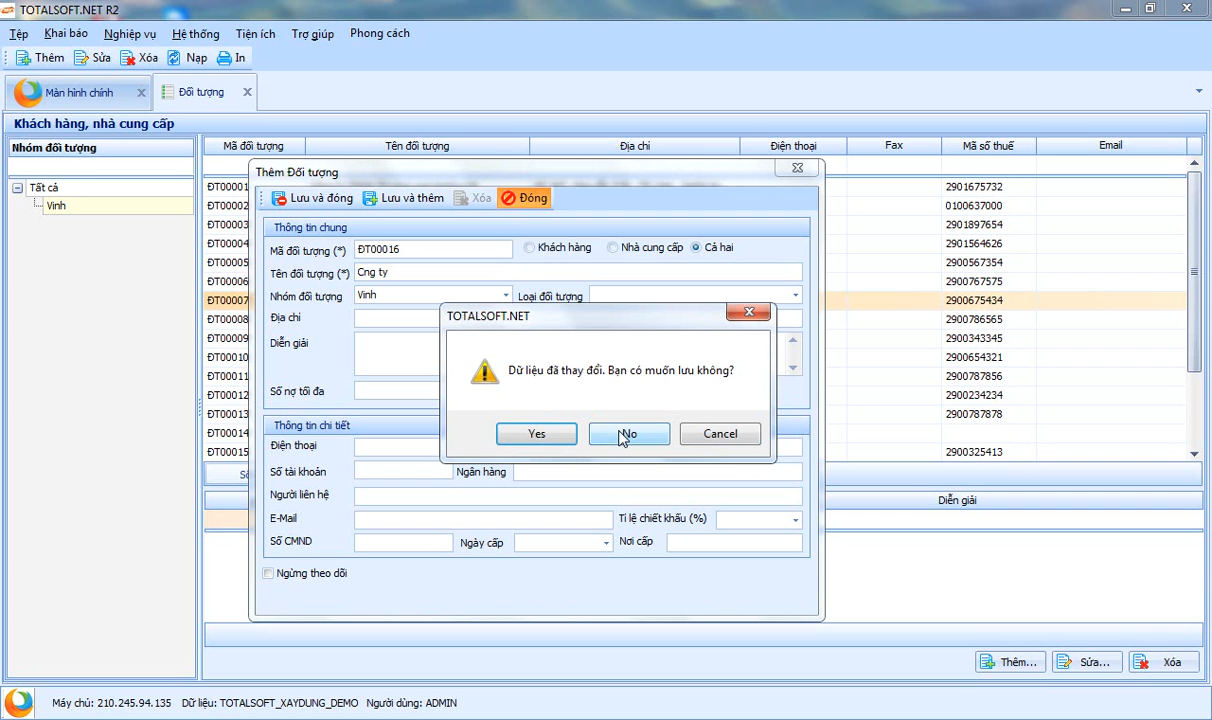 TOTALSOFT.NET R2
Tệp Khai báo Nghiệp vụ Hệ thống Tiện ích Trợ giúp Phong cách
Thêm Sửa Xóa Nạp In
Màn hình chính Đối tượng
Khách hàng, nhà cung cấp
Nhóm đối tượng
Tất cả
Vinh
Mã đối tượng Tên đối tượng Địa chỉ Điện thoại Fax Mã số thuế Email
ĐT00001 2901675732
ĐT00002 0100637000
ĐT00003 2901897654
ĐT00004 2901564626
ĐT00005 2900567354
ĐT00006 2900767575
ĐT00007 2900675434
ĐT00008 2900786565
ĐT00009 2900343345
ĐT00010 2900654321
ĐT00011 2900787856
ĐT00012 2900234234
ĐT00013 2900787878
ĐT00014
ĐT00015 2900325413
Diễn giải
Thêm Đối tượng
Lưu và đóng Lưu và thêm Xóa Đóng
Thông tin chung
Mã đối tượng (*) ĐT00016 Khách hàng Nhà cung cấp Cả hai
Tên đối tượng (*) Cng ty
Nhóm đối tượng Vinh Loại đối tượng
Địa chỉ
Diễn giải
Số nợ tối đa
Thông tin chi tiết
Điện thoại
Số tài khoản Ngân hàng
Người liên hệ
E-Mail Tỉ lệ chiết khấu (%)
Số CMND Ngày cấp Nơi cấp
Ngừng theo dõi
TOTALSOFT.NET
Dữ liệu đã thay đổi. Bạn có muốn lưu không?
Yes No Cancel
Thêm... Sửa... Xóa
Máy chủ: 210.245.94.135 Dữ liệu: TOTALSOFT_XAYDUNG_DEMO Người dùng: ADMIN